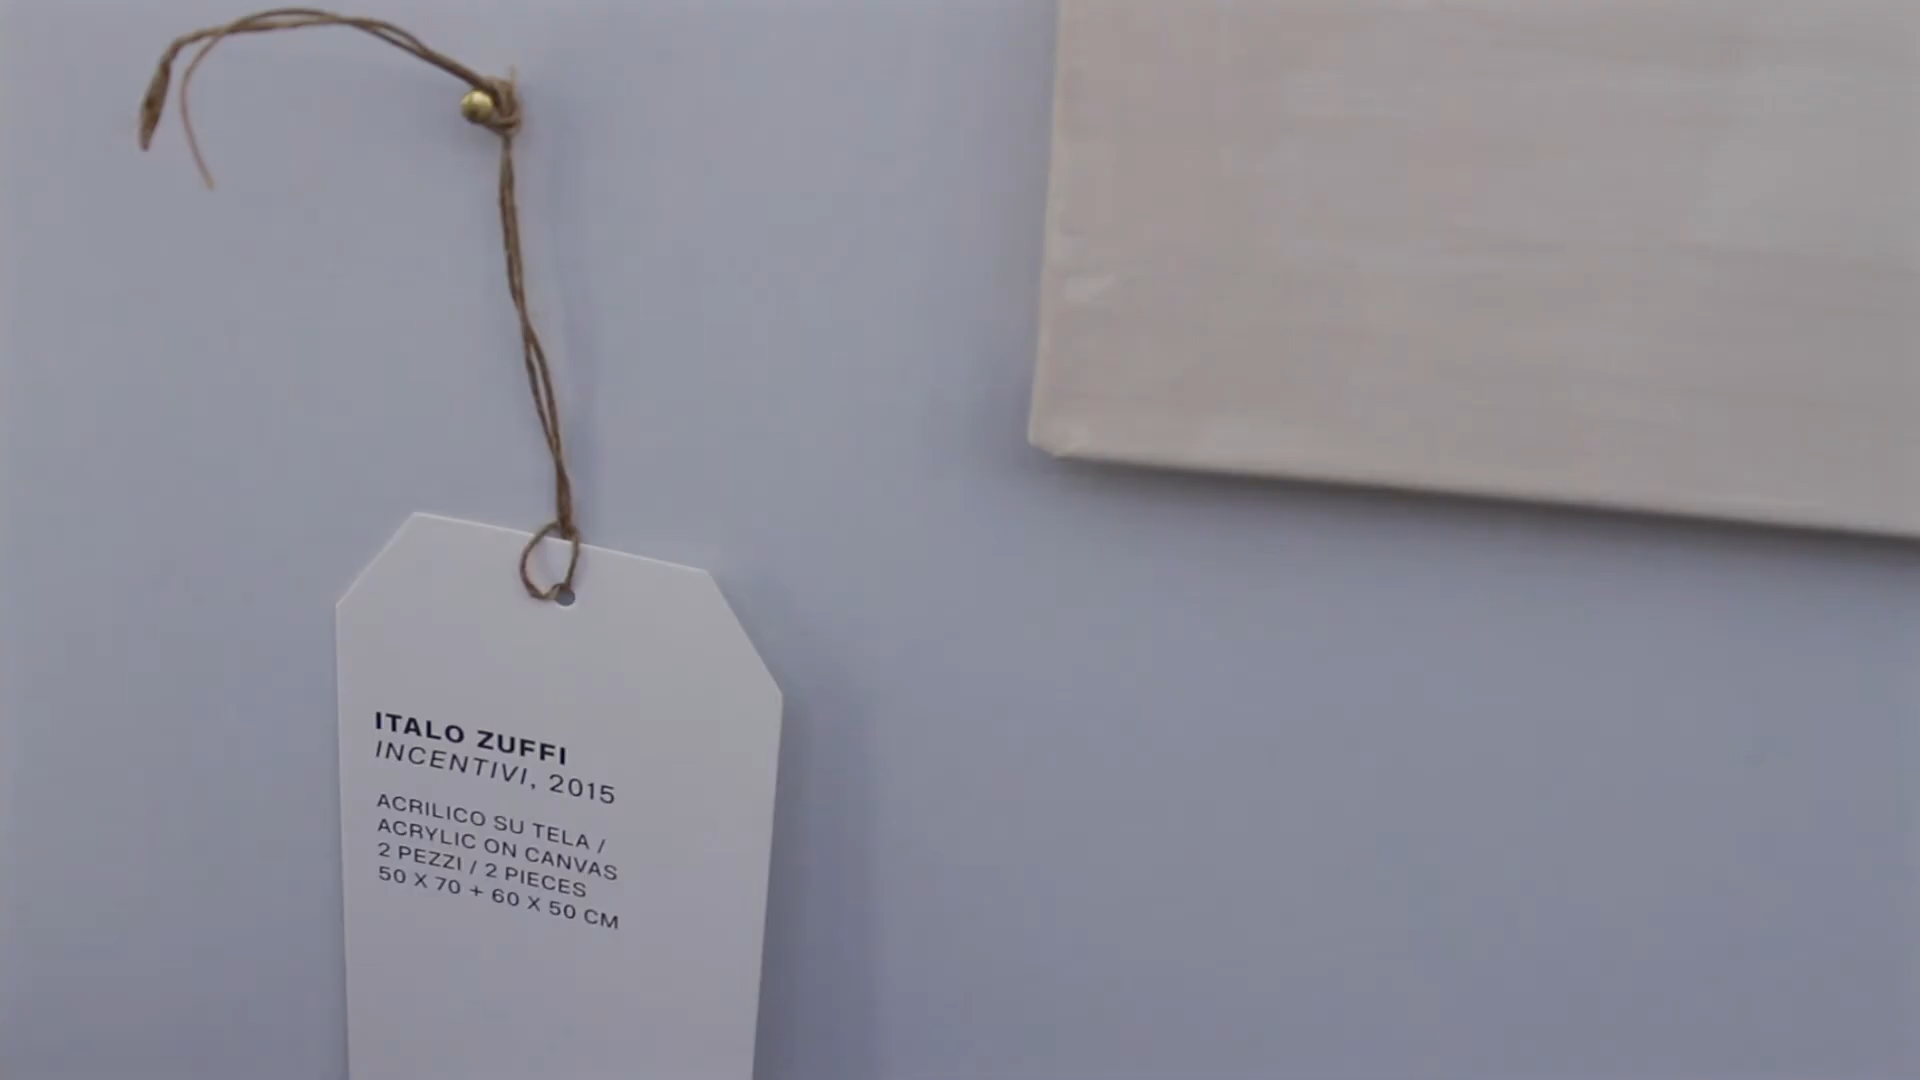 ITALO ZUFFI
INCENTIVI, 2015
ACRILICO SU TELA /
ACRYLIC ON CANVAS
2 PEZZI / 2 PIECES
50 X 70 + 60 X 50 CM